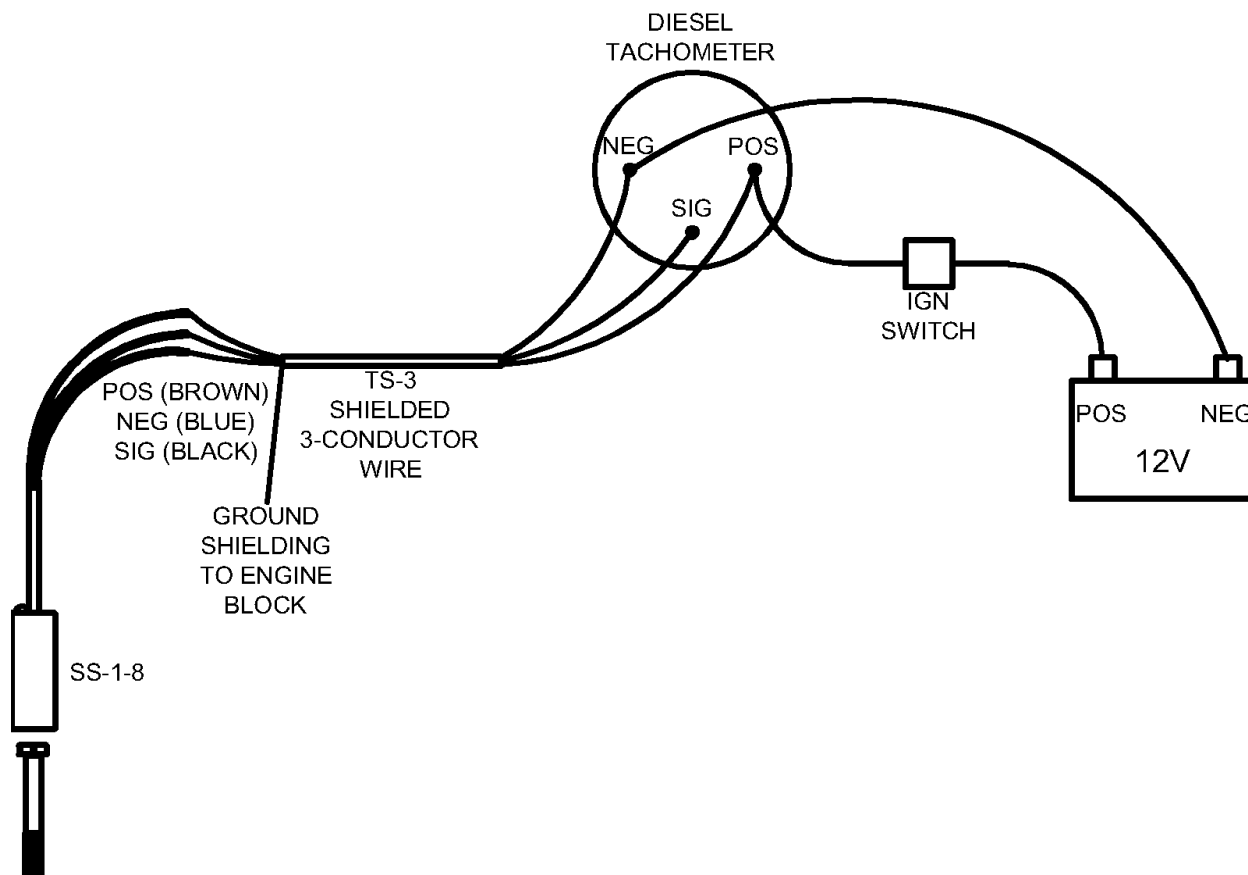 DIESEL
TACHOMETER
NEG
POS
SIG
IGN
SWITCH
POS (BROWN)
NEG (BLUE)
SIG (BLACK)
TS-3
SHIELDED
3-CONDUCTOR
WIRE
POS
NEG
12V
GROUND
SHIELDING
TO ENGINE
BLOCK
SS-1-8